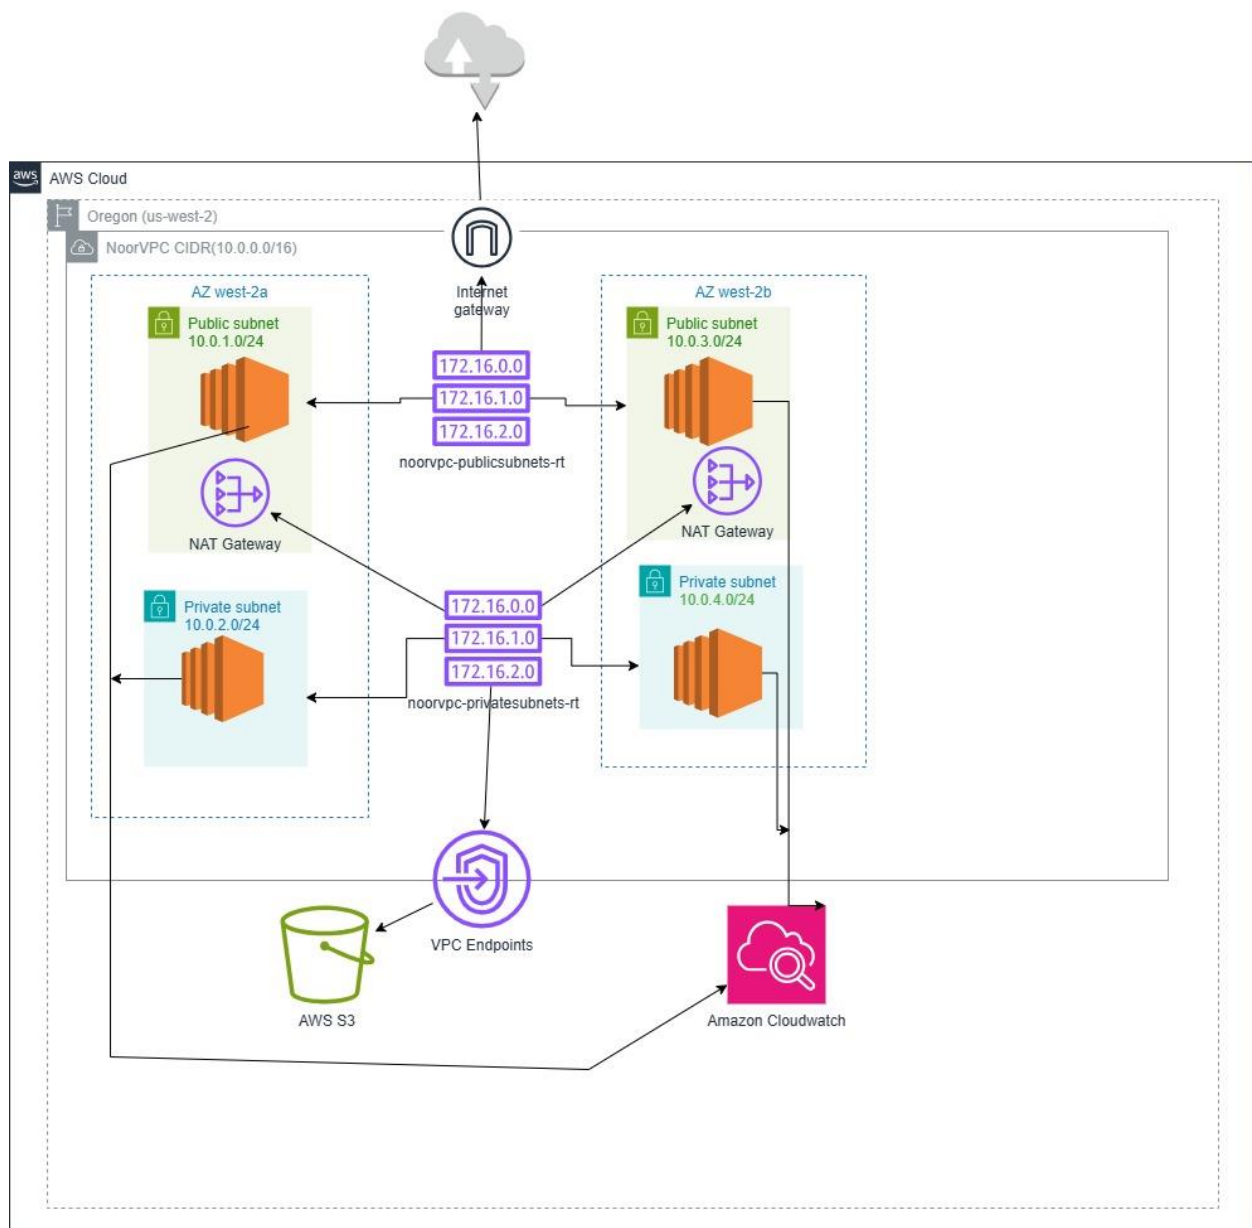 aws
AWS Cloud
Oregon (us-west-2)
NoorVPC CIDR(10.0.0.0/16)
AZ west-2a
Public subnet
10.0.1.0/24
NAT Gateway
Private subnet
10.0.2.0/24
Internet
gateway
172.16.0.0
172.16.1.0
172.16.2.0
noorvpc-publicsubnets-rt
172.16.0.0
172.16.1.0
172.16.2.0
noorvpc-privatesubnets-rt
AZ west-2b
Public subnet
10.0.3.0/24
NAT Gateway
Private subnet
10.0.4.0/24
VPC Endpoints
AWS S3
Amazon Cloudwatch